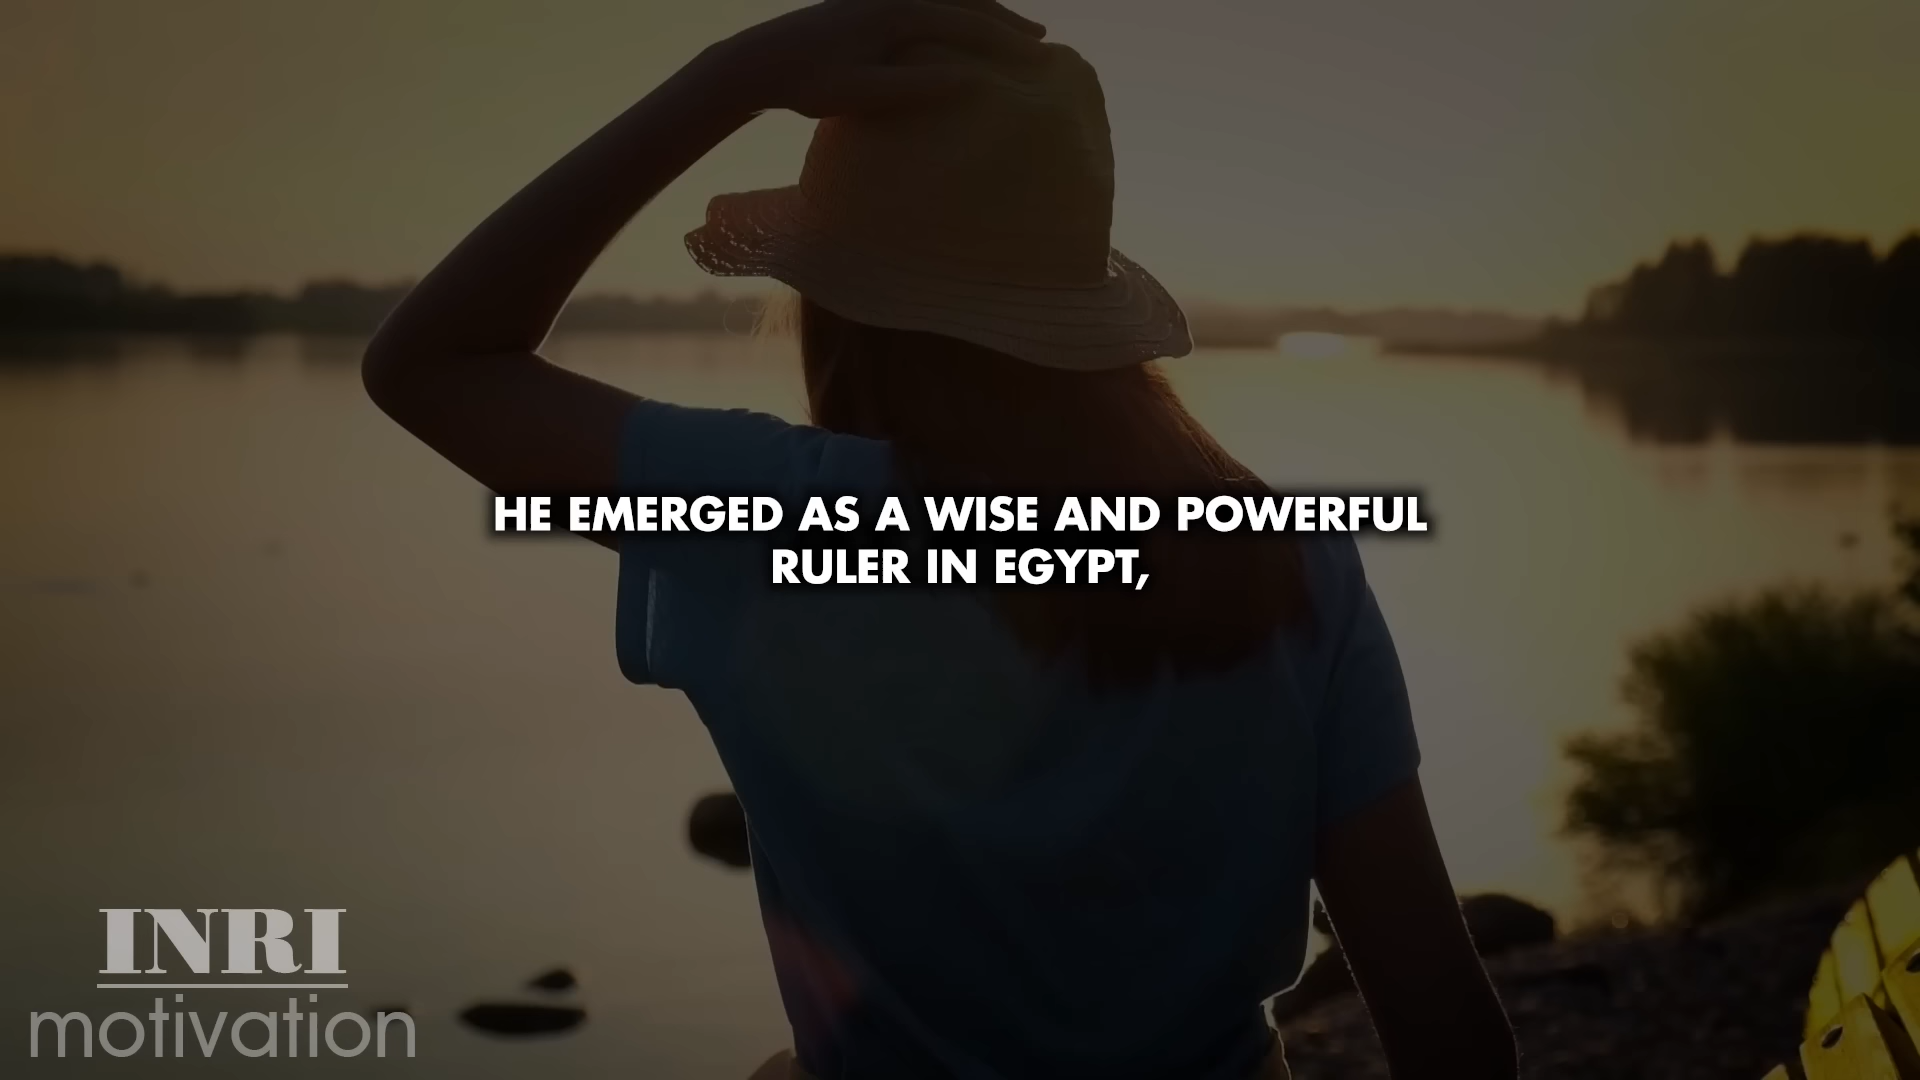 HE EMERGED AS A WISE AND POWERFUL
RULER IN EGYPT,
INRI
motivation